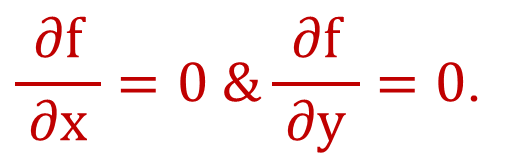 ∂f/∂x = 0 & ∂f/∂y = 0.